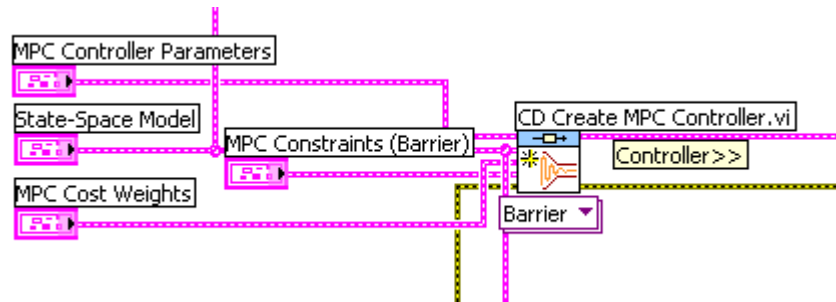 MPC Controller Parameters
State-Space Model
MPC Constraints (Barrier)
CD Create MPC Controller.vi
Controller>>
MPC Cost Weights
Barrier